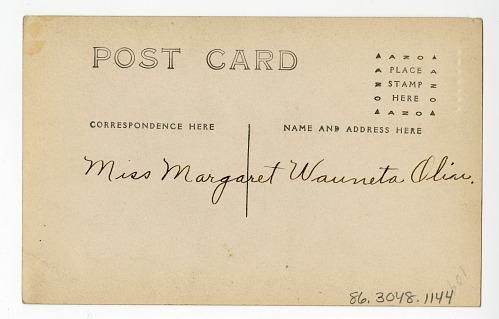 POST CARD
▲ A Z O ▲
PLACE
STAMP
HERE
▲ A Z O ▲
CORRESPONDENCE HERE
NAME AND ADDRESS HERE
Miss Margaret Wauneta Olin.
86.3048.1144